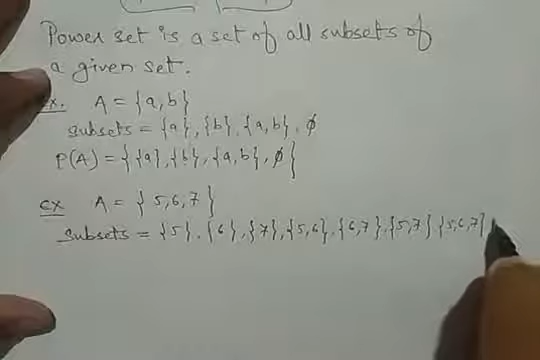 Power set is a set of all subsets of
a given set.
ex. A = {a,b}
subsets = {a}, {b}, {a,b}, ϕ
P(A) = { {a}, {b}, {a,b}, ϕ }
ex A = { 5,6,7 }
subsets = {5}, {6}, {7}, {5,6}, {6,7}, {5,7}, {5,6,7}